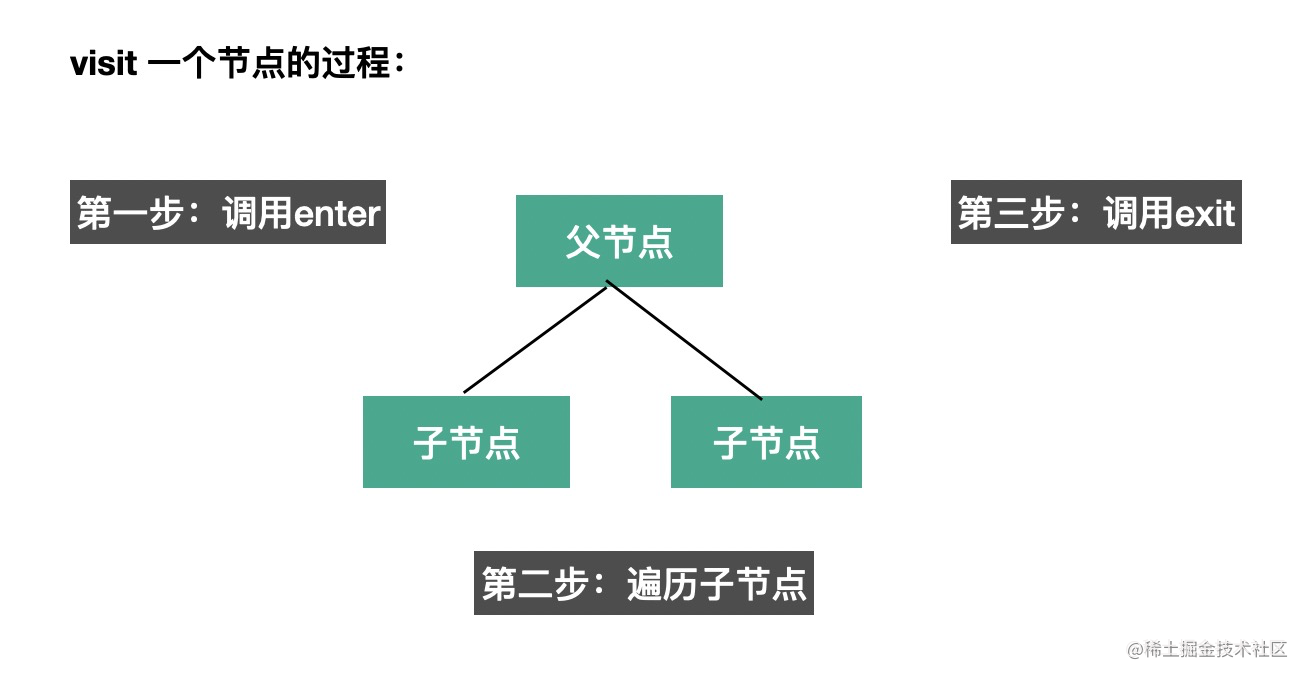 visit 一个节点的过程：
第一步：调用enter
父节点
第三步：调用exit
子节点
子节点
第二步：遍历子节点
@稀土掘金技术社区